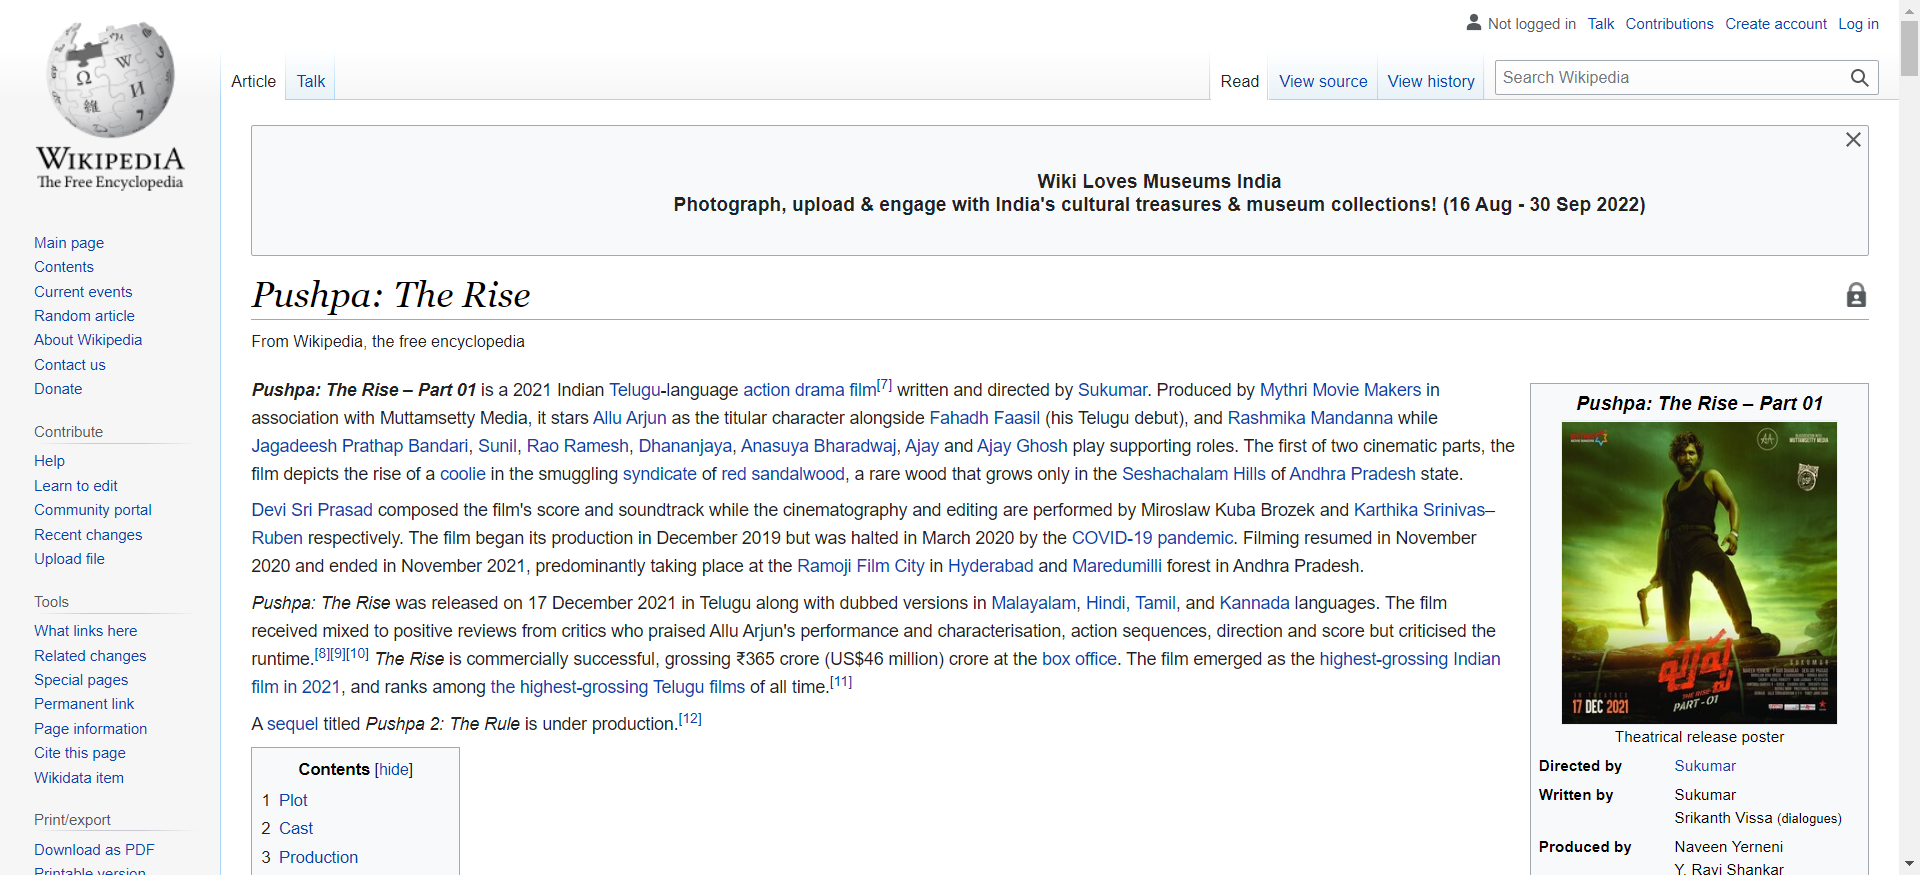 Not logged in Talk Contributions Create account Log in
WIKIPEDIA
The Free Encyclopedia
Article Talk
Read View source View history Search Wikipedia
Main page
Contents
Current events
Random article
About Wikipedia
Contact us
Donate
Contribute
Help
Learn to edit
Community portal
Recent changes
Upload file
Tools
What links here
Related changes
Special pages
Permanent link
Page information
Cite this page
Wikidata item
Print/export
Download as PDF
Printable version
Wiki Loves Museums India
Photograph, upload & engage with India's cultural treasures & museum collections! (16 Aug - 30 Sep 2022)
Pushpa: The Rise
From Wikipedia, the free encyclopedia
Pushpa: The Rise – Part 01 is a 2021 Indian Telugu-language action drama film[7] written and directed by Sukumar. Produced by Mythri Movie Makers in
association with Muttamsetty Media, it stars Allu Arjun as the titular character alongside Fahadh Faasil (his Telugu debut), and Rashmika Mandanna while
Jagadeesh Prathap Bandari, Sunil, Rao Ramesh, Dhananjaya, Anasuya Bharadwaj, Ajay and Ajay Ghosh play supporting roles. The first of two cinematic parts, the
film depicts the rise of a coolie in the smuggling syndicate of red sandalwood, a rare wood that grows only in the Seshachalam Hills of Andhra Pradesh state.
Devi Sri Prasad composed the film's score and soundtrack while the cinematography and editing are performed by Miroslaw Kuba Brozek and Karthika Srinivas–
Ruben respectively. The film began its production in December 2019 but was halted in March 2020 by the COVID-19 pandemic. Filming resumed in November
2020 and ended in November 2021, predominantly taking place at the Ramoji Film City in Hyderabad and Maredumilli forest in Andhra Pradesh.
Pushpa: The Rise was released on 17 December 2021 in Telugu along with dubbed versions in Malayalam, Hindi, Tamil, and Kannada languages. The film
received mixed to positive reviews from critics who praised Allu Arjun's performance and characterisation, action sequences, direction and score but criticised the
runtime.[8][9][10] The Rise is commercially successful, grossing ₹365 crore (US$46 million) crore at the box office. The film emerged as the highest-grossing Indian
film in 2021, and ranks among the highest-grossing Telugu films of all time.[11]
A sequel titled Pushpa 2: The Rule is under production.[12]
Contents [hide]
1 Plot
2 Cast
3 Production
Pushpa: The Rise – Part 01
MUTTAMSETTY MEDIA
DSP
SUKUMAR
పుష్ప
THE RISE
PART-01
IN THEATRES
17 DEC 2021
Theatrical release poster
Directed by Sukumar
Written by Sukumar
Srikanth Vissa (dialogues)
Produced by Naveen Yerneni
Y. Ravi Shankar